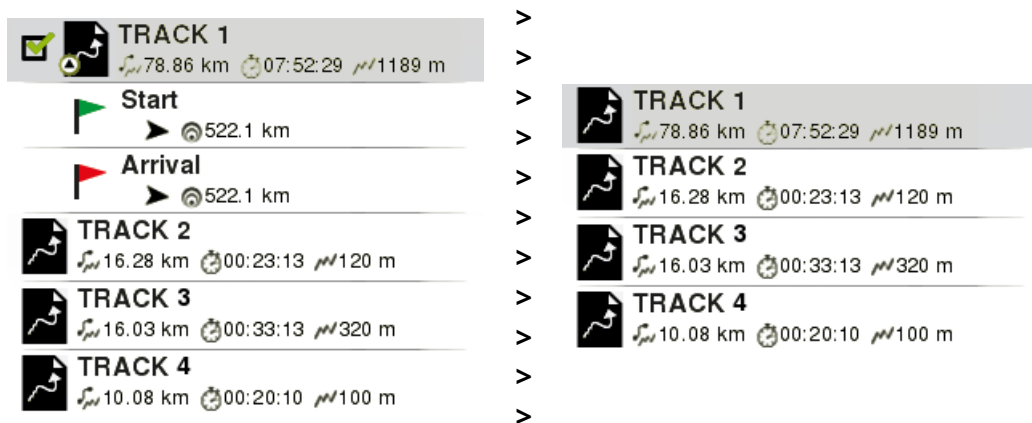 TRACK 1
78.86 km 07:52:29 1189 m
Start
522.1 km
Arrival
522.1 km
TRACK 2
16.28 km 00:23:13 120 m
TRACK 3
16.03 km 00:33:13 320 m
TRACK 4
10.08 km 00:20:10 100 m
>
>
>
>
>
>
>
>
>
>
>
TRACK 1
78.86 km 07:52:29 1189 m
TRACK 2
16.28 km 00:23:13 120 m
TRACK 3
16.03 km 00:33:13 320 m
TRACK 4
10.08 km 00:20:10 100 m